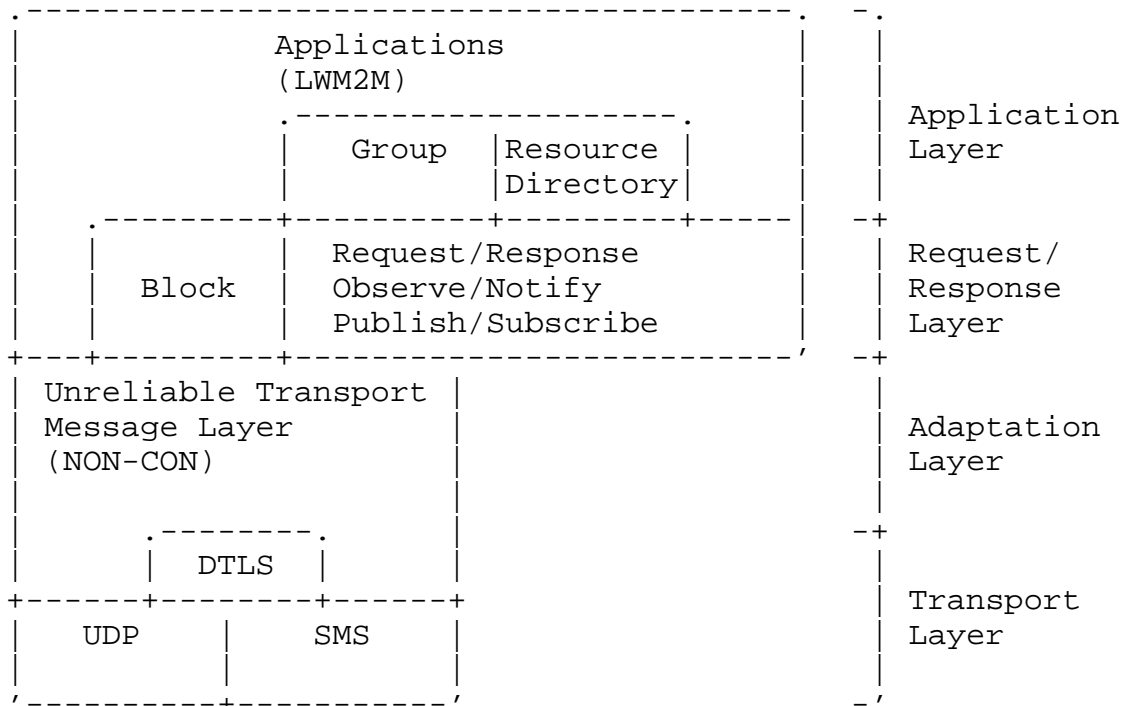 Applications
(LWM2M)
Application
Group Resource Layer
Directory
Request/Response Request/
Block Observe/Notify Response
Publish/Subscribe Layer
Unreliable Transport
Message Layer Adaptation
(NON-CON) Layer
DTLS
Transport
UDP SMS Layer